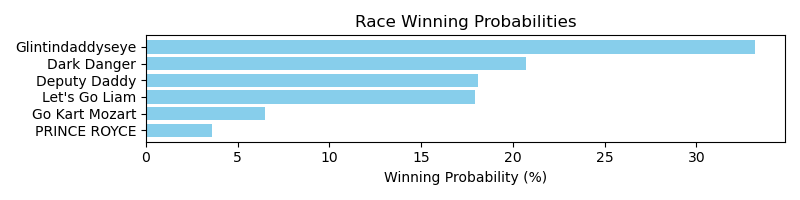 Race Winning Probabilities
Glintindaddyseye
Dark Danger
Deputy Daddy
Let's Go Liam
Go Kart Mozart
PRINCE ROYCE
0 5 10 15 20 25 30
Winning Probability (%)